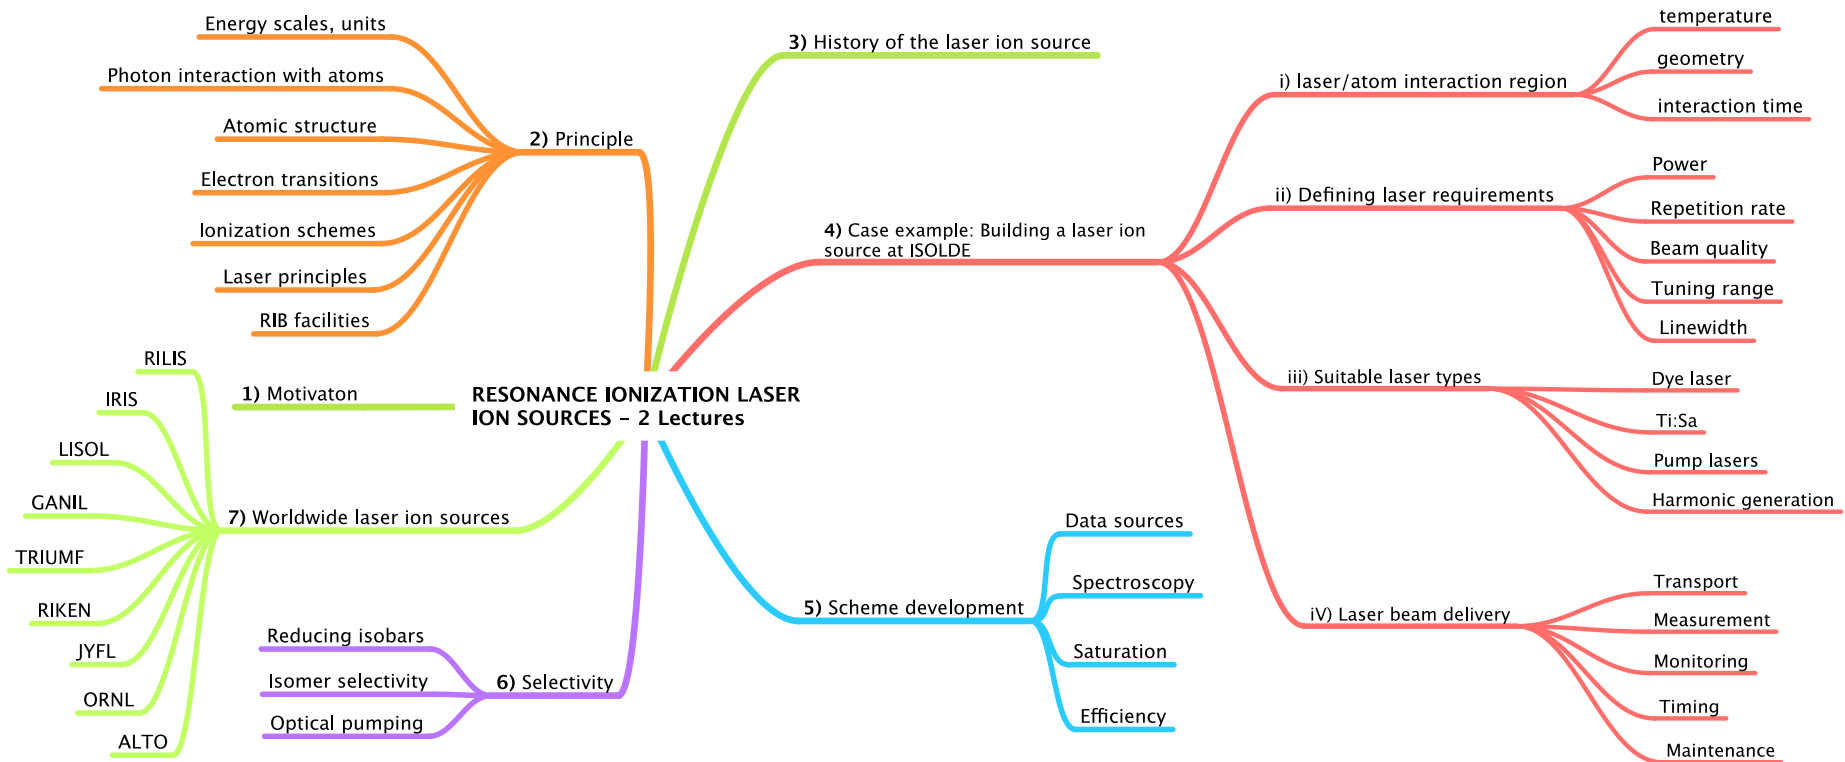 RESONANCE IONIZATION LASER
ION SOURCES – 2 Lectures
1) Motivaton
2) Principle
Energy scales, units
Photon interaction with atoms
Atomic structure
Electron transitions
Ionization schemes
Laser principles
RIB facilities
3) History of the laser ion source
4) Case example: Building a laser ion
source at ISOLDE
i) laser/atom interaction region
temperature
geometry
interaction time
ii) Defining laser requirements
Power
Repetition rate
Beam quality
Tuning range
Linewidth
iii) Suitable laser types
Dye laser
Ti:Sa
Pump lasers
Harmonic generation
iV) Laser beam delivery
Transport
Measurement
Monitoring
Timing
Maintenance
5) Scheme development
Data sources
Spectroscopy
Saturation
Efficiency
6) Selectivity
Reducing isobars
Isomer selectivity
Optical pumping
7) Worldwide laser ion sources
RILIS
IRIS
LISOL
GANIL
TRIUMF
RIKEN
JYFL
ORNL
ALTO